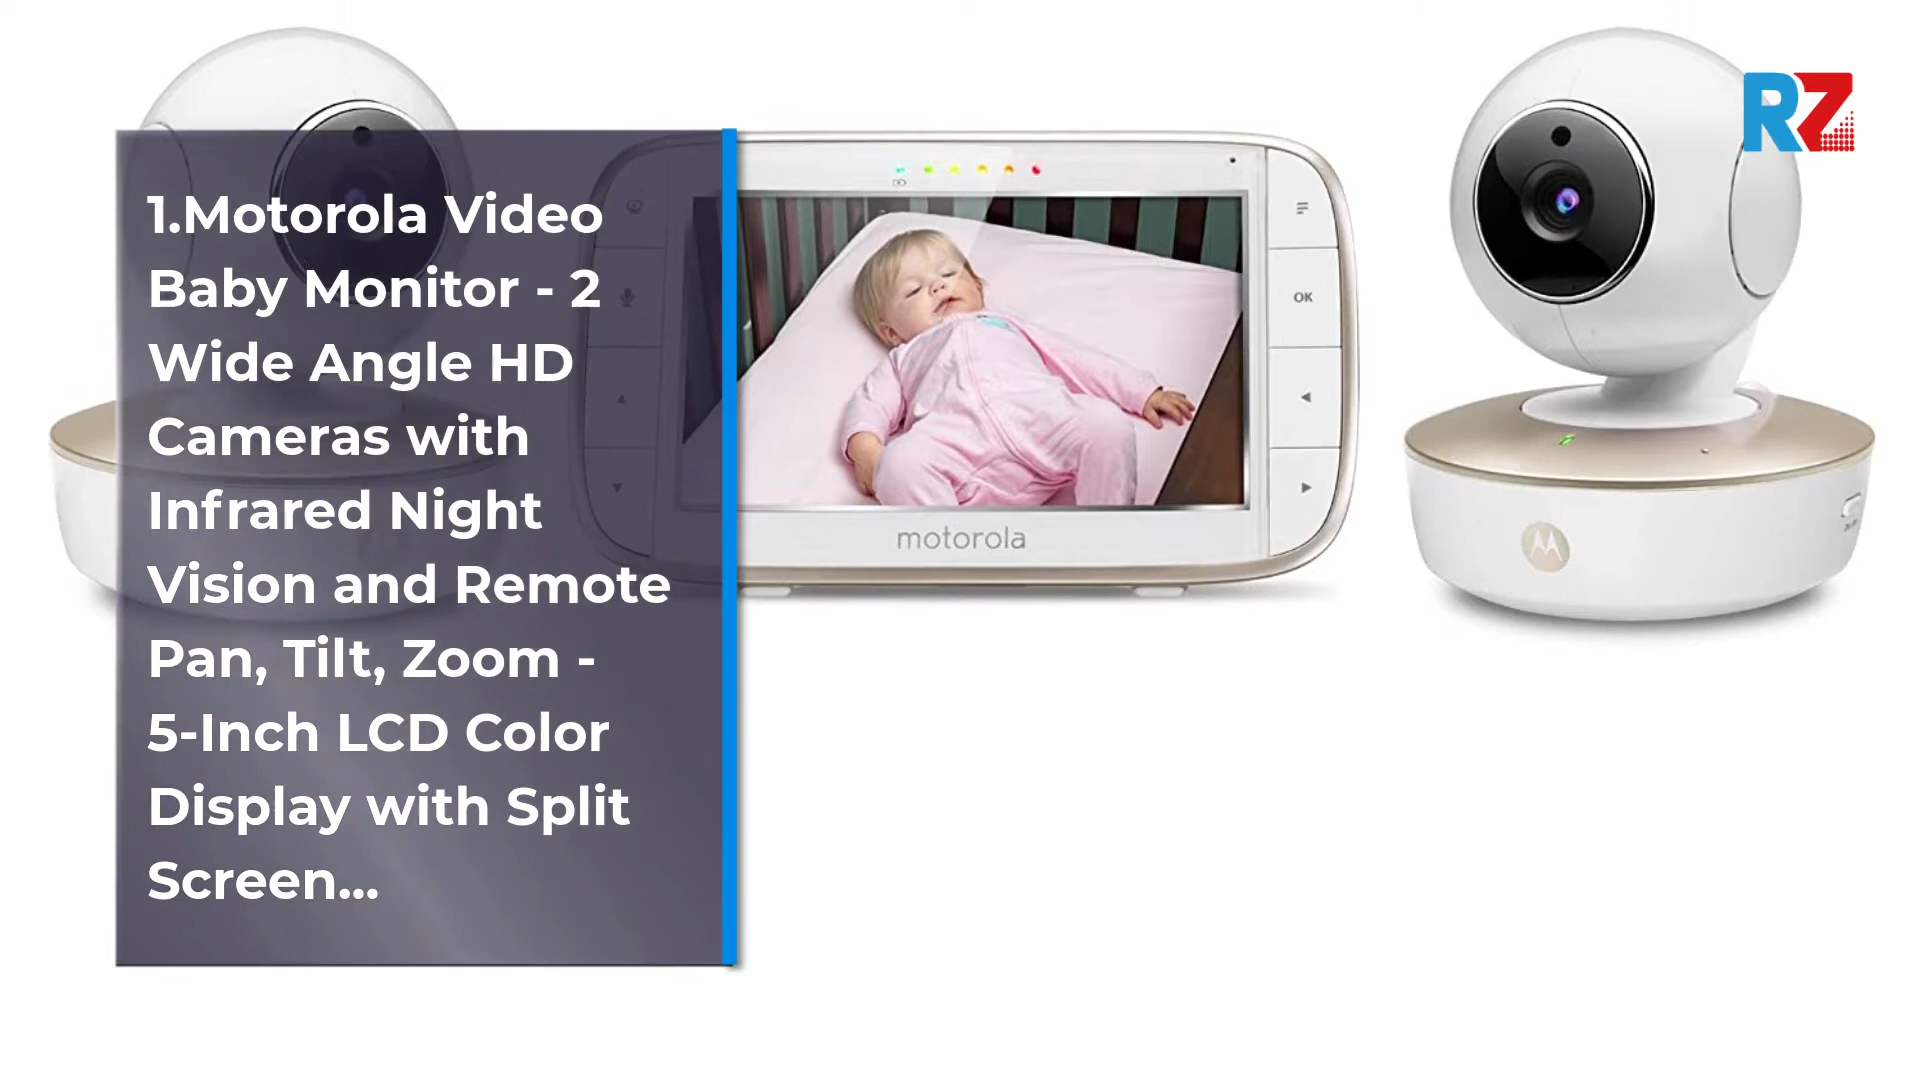 RZ
1.Motorola Video
Baby Monitor - 2
Wide Angle HD
Cameras with
Infrared Night
Vision and Remote
Pan, Tilt, Zoom -
5-Inch LCD Color
Display with Split
Screen...
OK
motorola